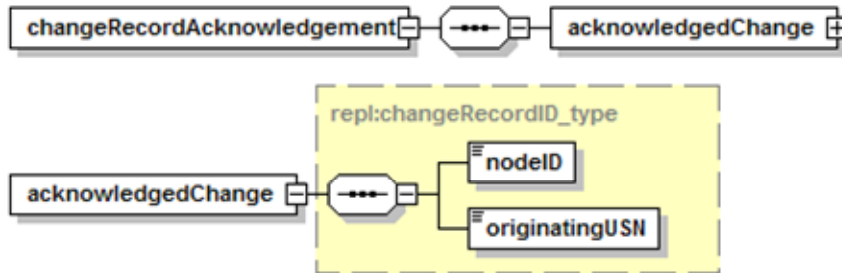 changeRecordAcknowledgement
acknowledgedChange
repl:changeRecordID_type
nodeID
acknowledgedChange
originatingUSN